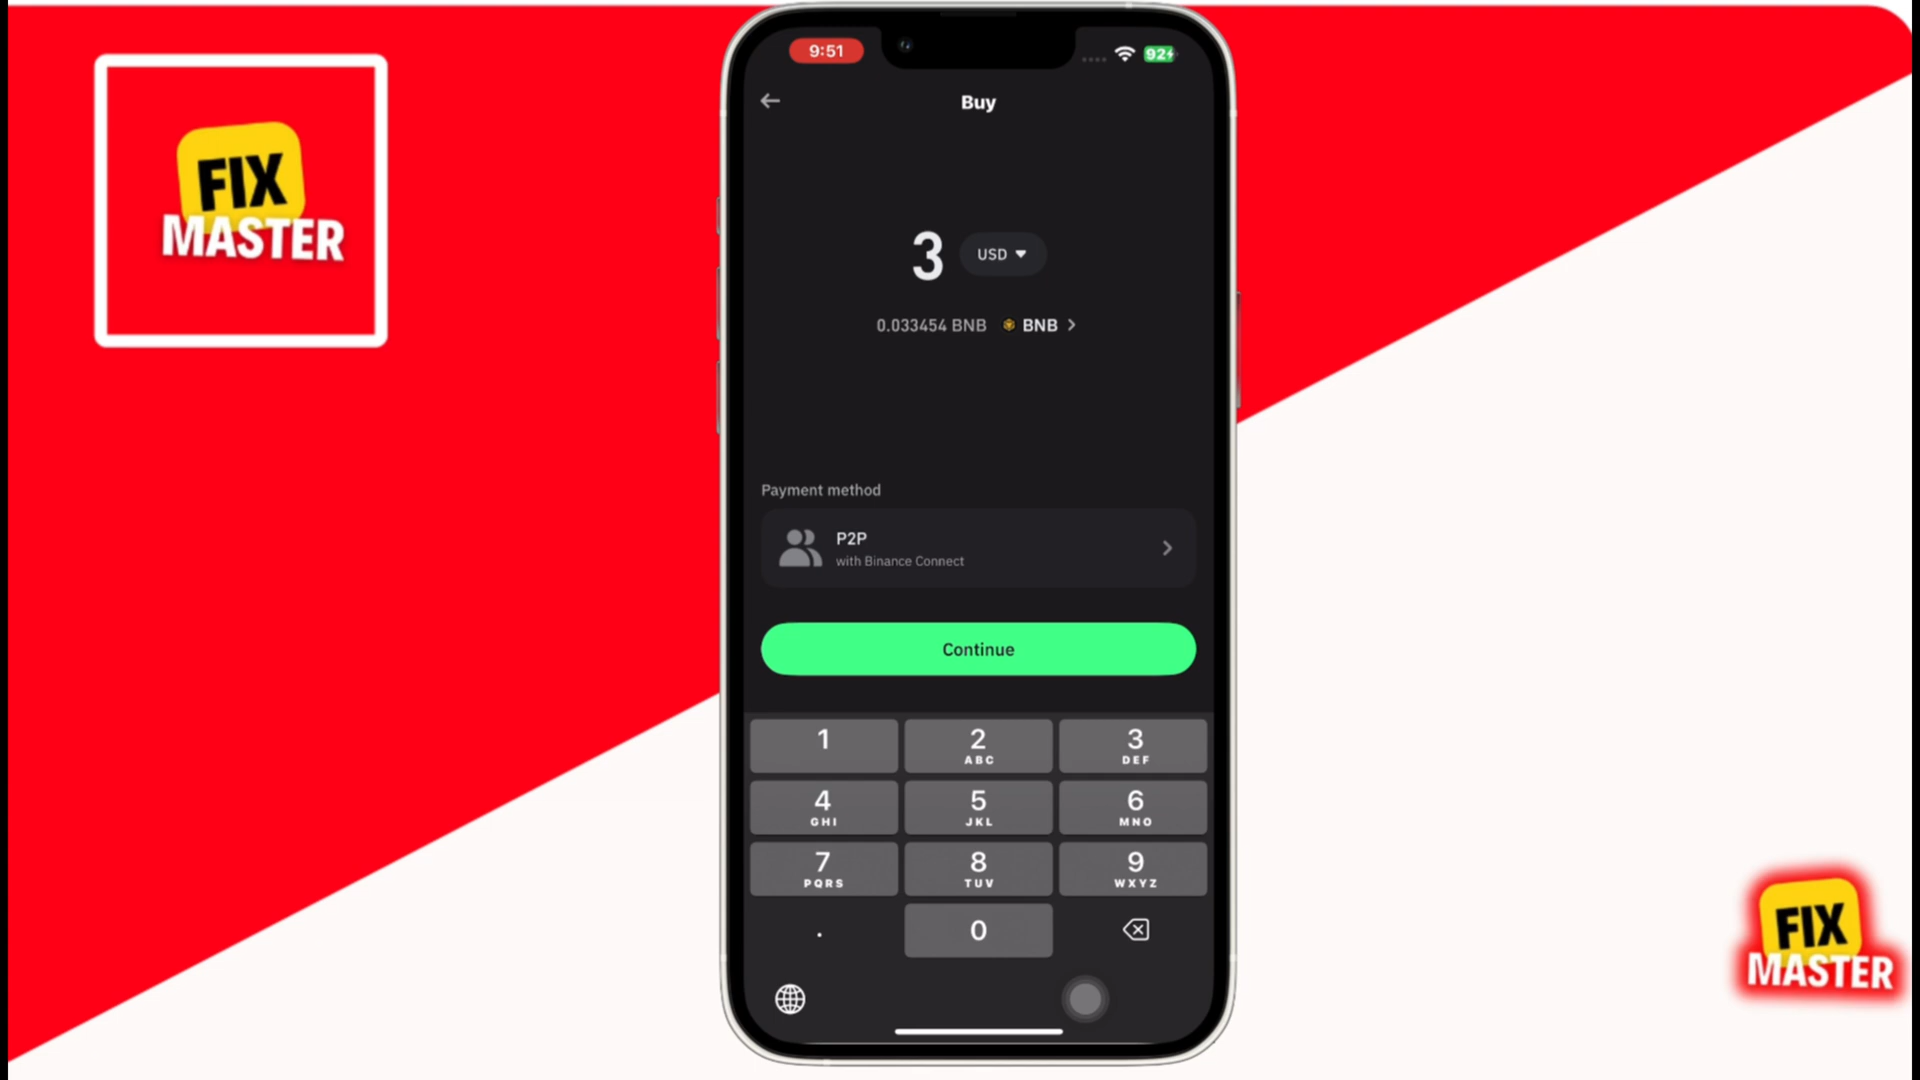 FIX
MASTER
9:51
92
Buy
3 USD
0.033454 BNB BNB
Payment method
P2P
with Binance Connect
Continue
1
2
ABC
3
DEF
4
GHI
5
JKL
6
MNO
7
PQRS
8
TUV
9
WXYZ
.
0
FIX
MASTER